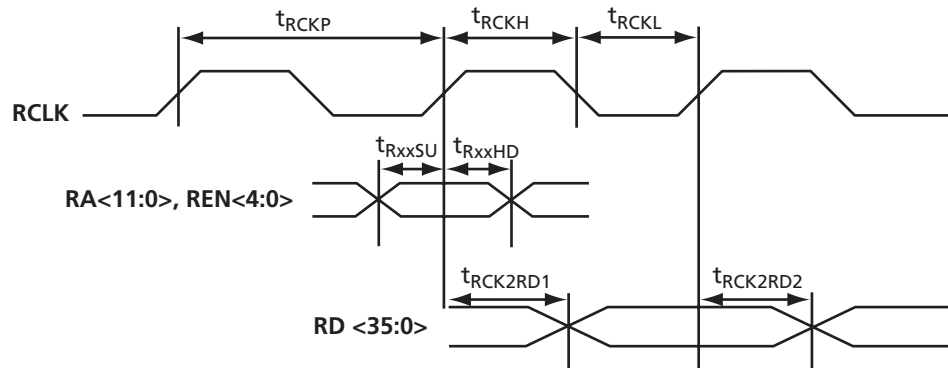 tRCKP
tRCKH
tRCKL
RCLK
tRxxSU
tRxxHD
RA<11:0>, REN<4:0>
tRCK2RD1
tRCK2RD2
RD <35:0>